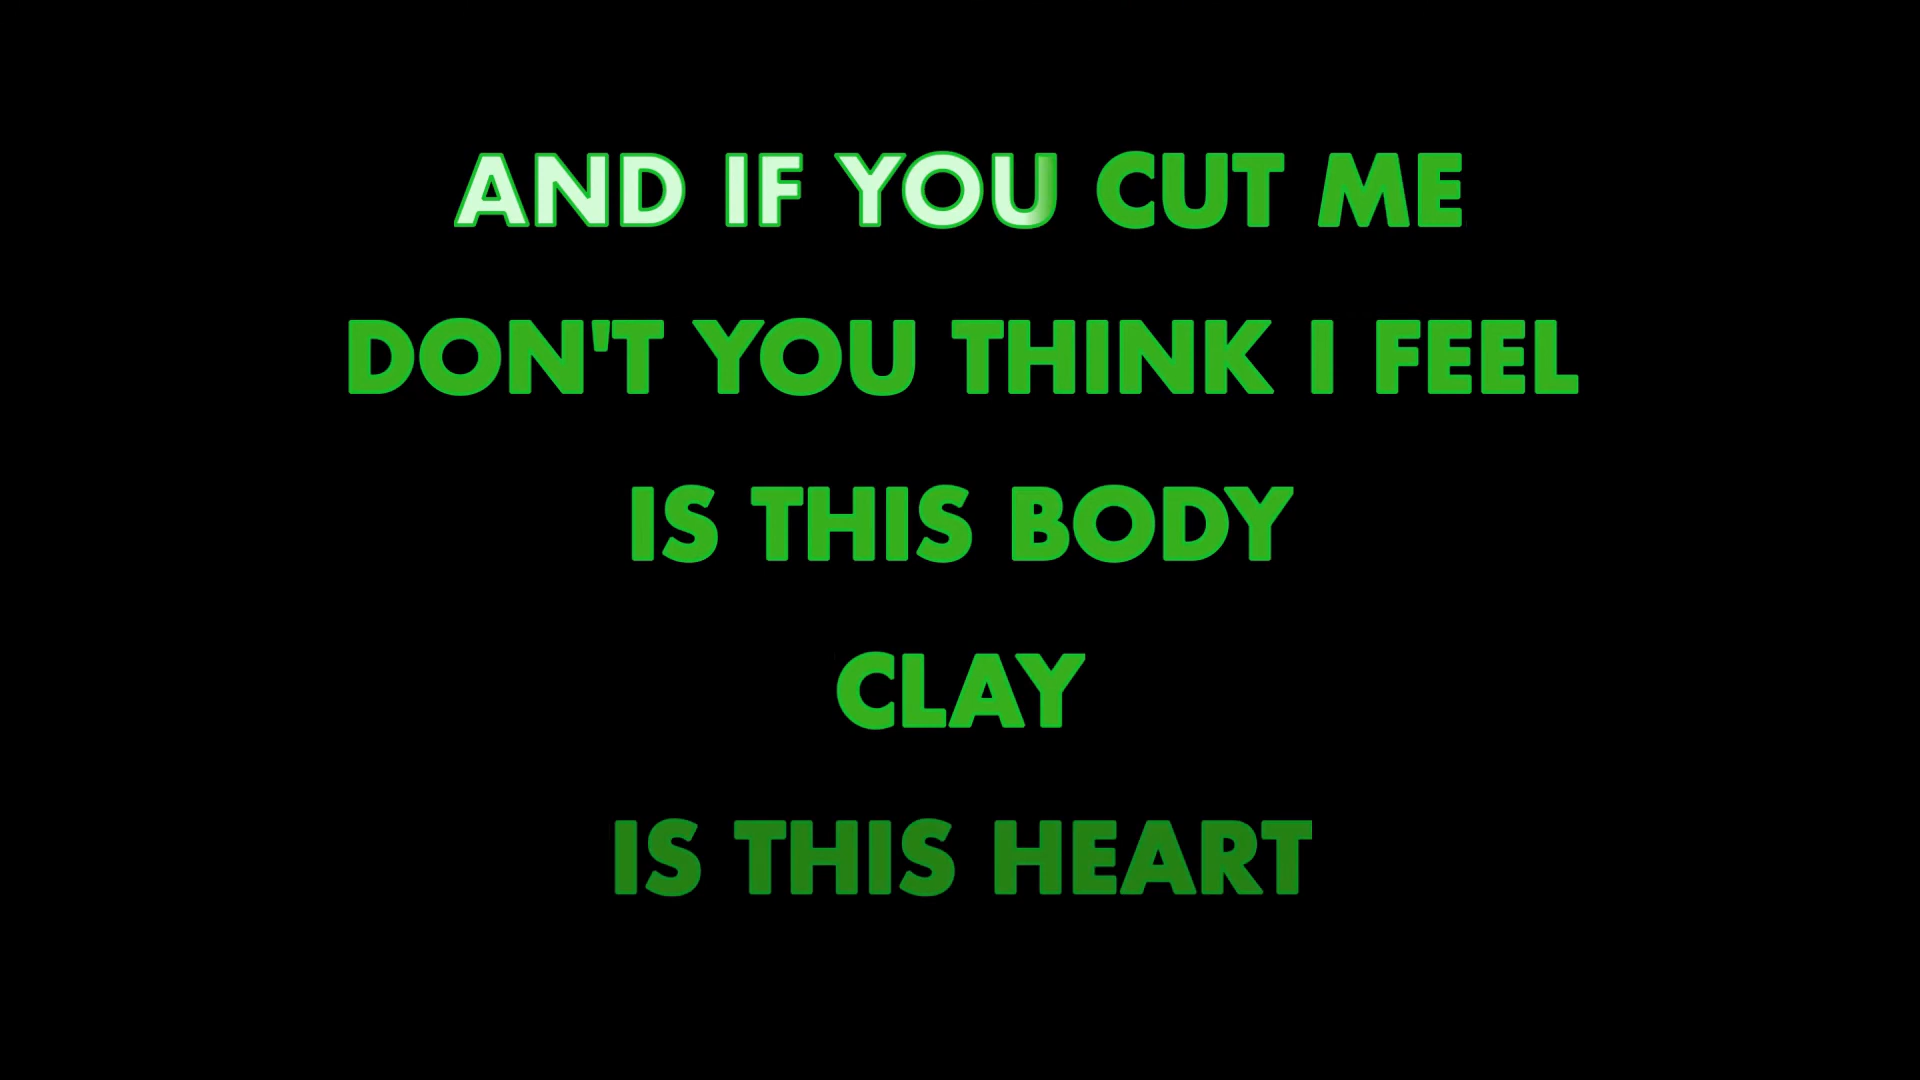 AND IF YOU CUT ME
DON'T YOU THINK I FEEL
IS THIS BODY
CLAY
IS THIS HEART